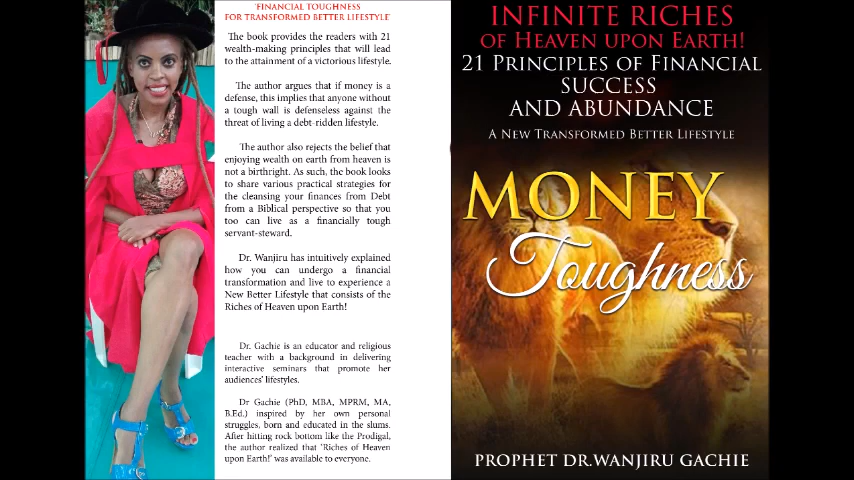 'FINANCIAL TOUGHNESS
FOR TRANSFORMED BETTER LIFESTYLE'
The book provides the readers with 21
wealth-making principles that will lead
to the attainment of a victorious lifestyle.
The author argues that if money is a
defense, this implies that anyone without
a tough wall is defenseless against the
threat of living a debt-ridden lifestyle.
The author also rejects the belief that
enjoying wealth on earth from heaven is
not a birthright. As such, the book looks
to share various practical strategies for
the cleansing your finances from Debt
from a Biblical perspective so that you
too can live as a financially tough
servant-steward.
Dr. Wanjiru has intuitively explained
how you can undergo a financial
transformation and live to experience a
New Better Lifestyle that consists of the
Riches of Heaven upon Earth!
Dr. Gachie is an educator and religious
teacher with a background in delivering
interactive seminars that promote her
audiences' lifestyles.
Dr Gachie (PhD, MBA, MPRM, MA,
B.Ed.) inspired by her own personal
struggles, born and educated in the slums.
After hitting rock bottom like the Prodigal,
the author realized that 'Riches of Heaven
upon Earth!' was available to everyone.
INFINITE RICHES
OF HEAVEN UPON EARTH!
21 PRINCIPLES OF FINANCIAL
SUCCESS
AND ABUNDANCE
A NEW TRANSFORMED BETTER LIFESTYLE
MONEY
Toughness
PROPHET DR.WANJIRU GACHIE